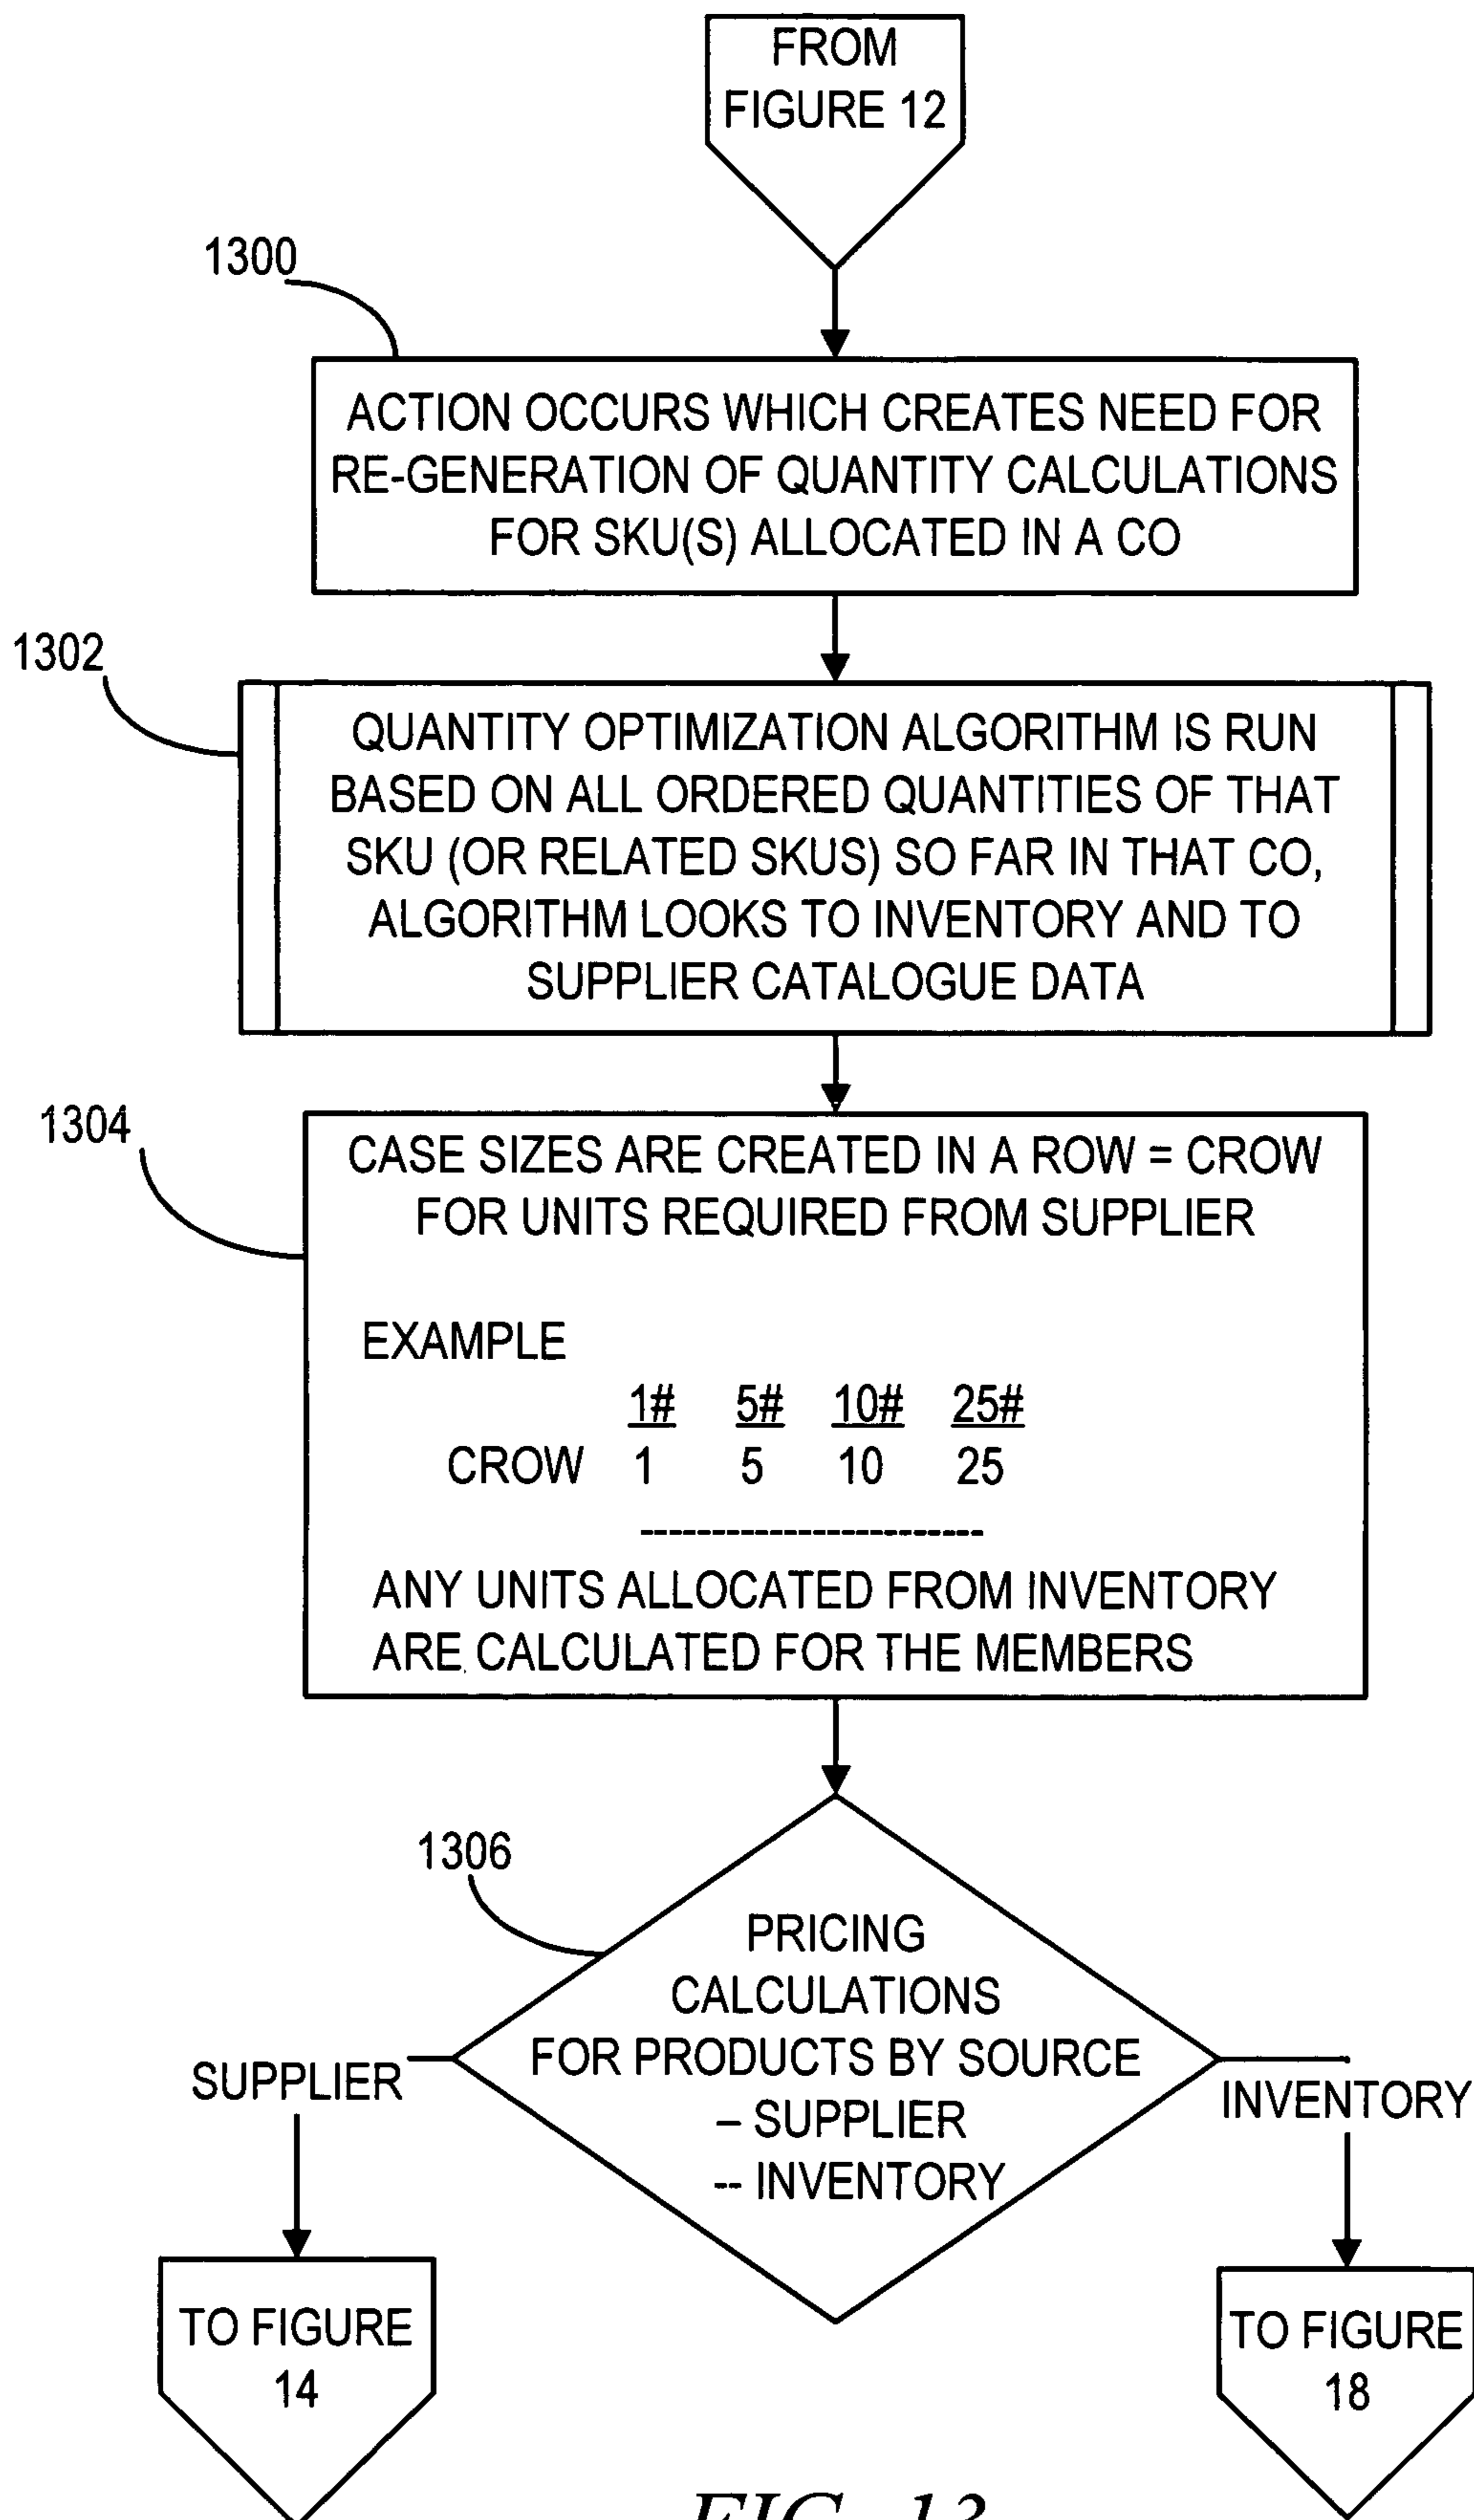 FROM
FIGURE 12
1300
ACTION OCCURS WHICH CREATES NEED FOR
RE-GENERATION OF QUANTITY CALCULATIONS
FOR SKU(S) ALLOCATED IN A CO
1302
QUANTITY OPTIMIZATION ALGORITHM IS RUN
BASED ON ALL ORDERED QUANTITIES OF THAT
SKU (OR RELATED SKUS) SO FAR IN THAT CO,
ALGORITHM LOOKS TO INVENTORY AND TO
SUPPLIER CATALOGUE DATA
1304
CASE SIZES ARE CREATED IN A ROW = CROW
FOR UNITS REQUIRED FROM SUPPLIER
EXAMPLE
1# 5# 10# 25#
CROW 1 5 10 25
------------------------
ANY UNITS ALLOCATED FROM INVENTORY
ARE CALCULATED FOR THE MEMBERS
1306
PRICING
CALCULATIONS
FOR PRODUCTS BY SOURCE
– SUPPLIER
-- INVENTORY
SUPPLIER
INVENTORY
TO FIGURE
14
TO FIGURE
18
FIG. 13